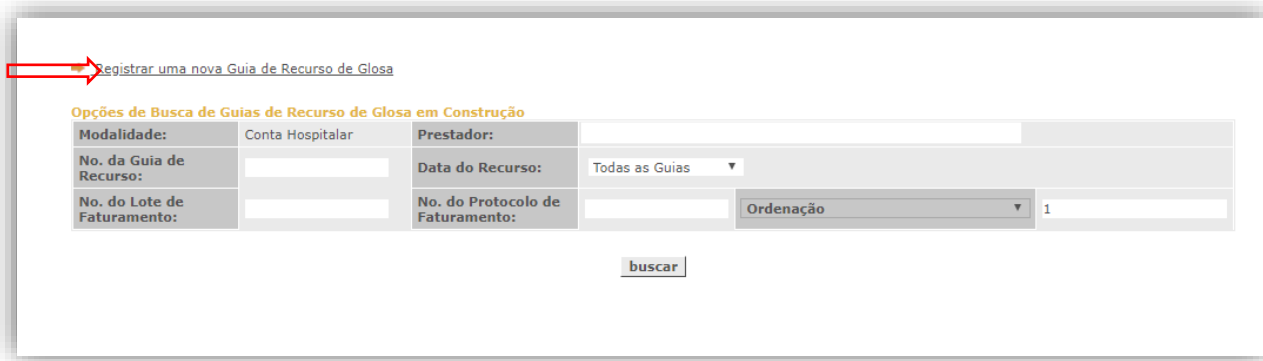 Registrar uma nova Guia de Recurso de Glosa
Opções de Busca de Guias de Recurso de Glosa em Construção
Modalidade: Conta Hospitalar Prestador:
No. da Guia de
Recurso: Data do Recurso: Todas as Guias
No. do Lote de
Faturamento: No. do Protocolo de
Faturamento: Ordenação 1
buscar